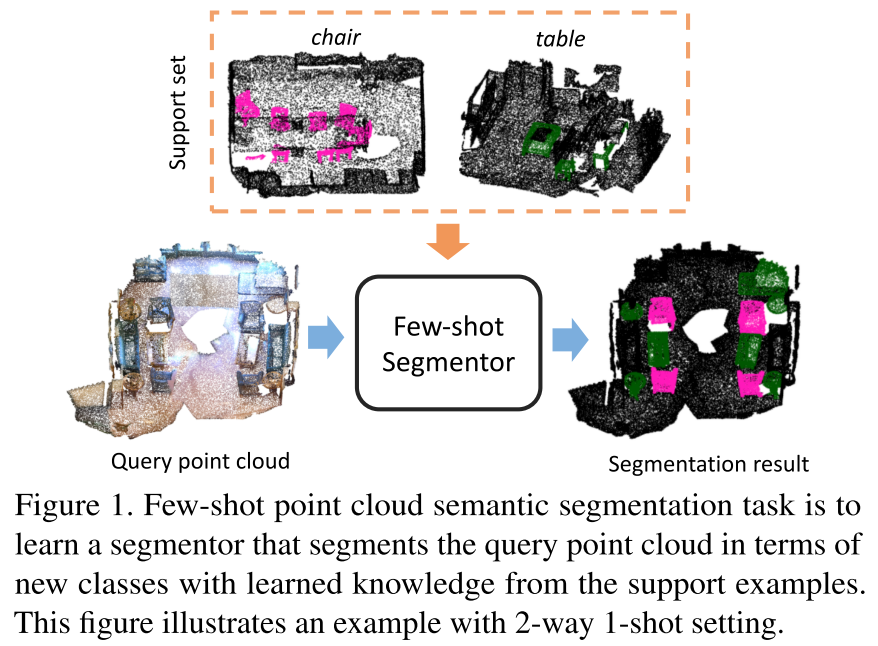 chair
table
Support set
Few-shot
Segmentor
Query point cloud
Segmentation result
Figure 1. Few-shot point cloud semantic segmentation task is to
learn a segmentor that segments the query point cloud in terms of
new classes with learned knowledge from the support examples.
This figure illustrates an example with 2-way 1-shot setting.